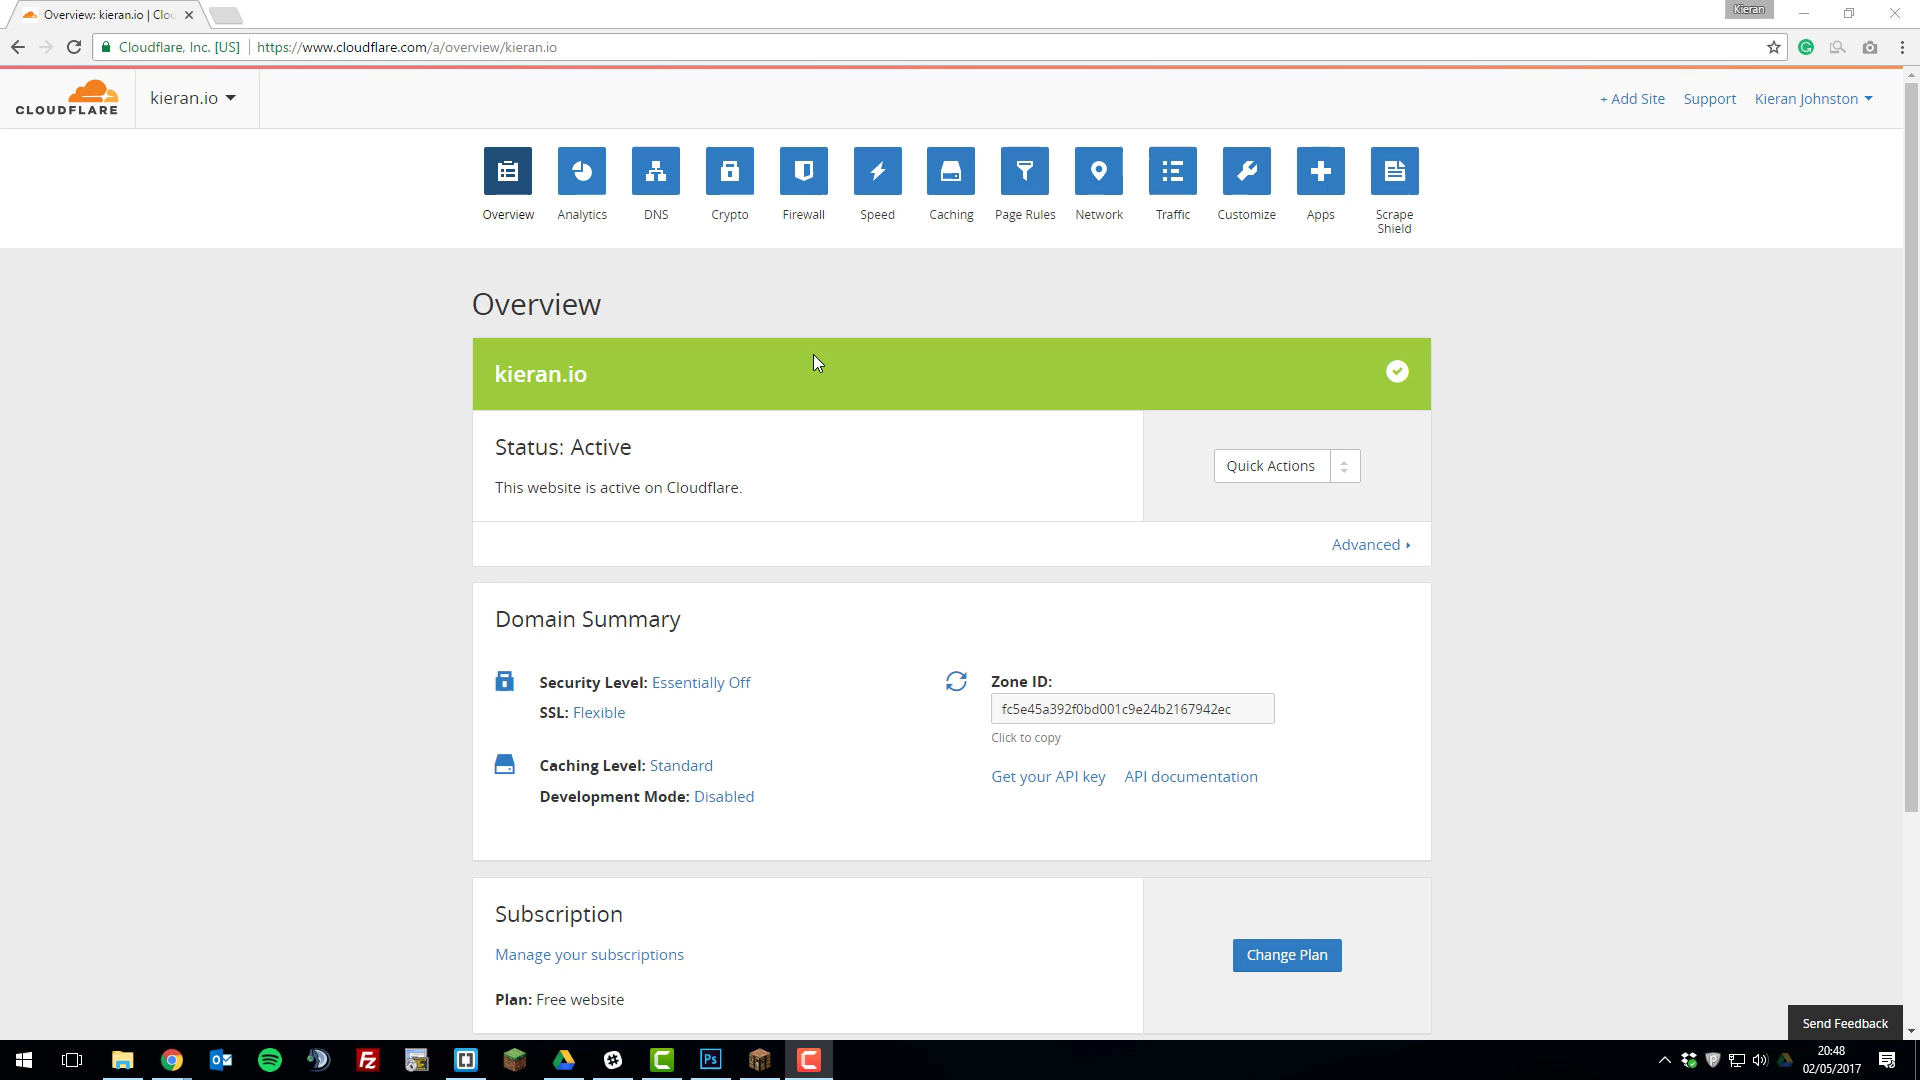 Overview: kieran.io | Clou
Kieran
Cloudflare, Inc. [US]
https://www.cloudflare.com/a/overview/kieran.io
CLOUDFLARE
kieran.io
+ Add Site
Support
Kieran Johnston
Overview
Analytics
DNS
Crypto
Firewall
Speed
Caching
Page Rules
Network
Traffic
Customize
Apps
Scrape
Shield
Overview
kieran.io
Status: Active
This website is active on Cloudflare.
Quick Actions
Advanced
Domain Summary
Security Level: Essentially Off
SSL: Flexible
Caching Level: Standard
Development Mode: Disabled
Zone ID:
fc5e45a392f0bd001c9e24b2167942ec
Click to copy
Get your API key
API documentation
Subscription
Manage your subscriptions
Plan: Free website
Change Plan
Send Feedback
Fz
Ps
20:48
02/05/2017